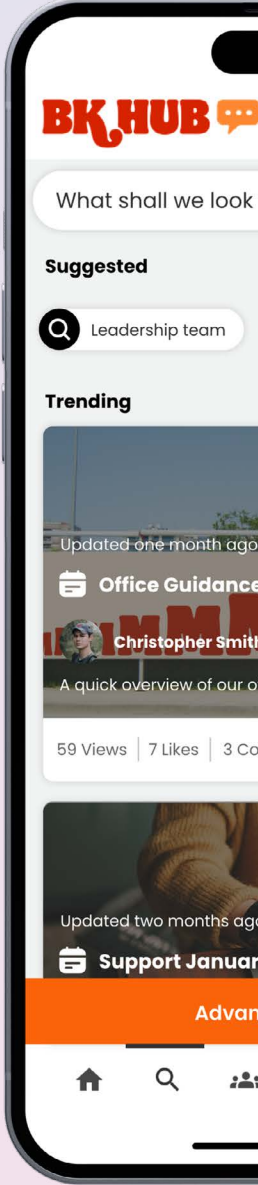 BK HUB
What shall we look
Suggested
Leadership team
Trending
Updated one month ago
Office Guidance
Christopher Smith
A quick overview of our o
59 Views | 7 Likes | 3 Co
Updated two months ago
Support Januar
Advan